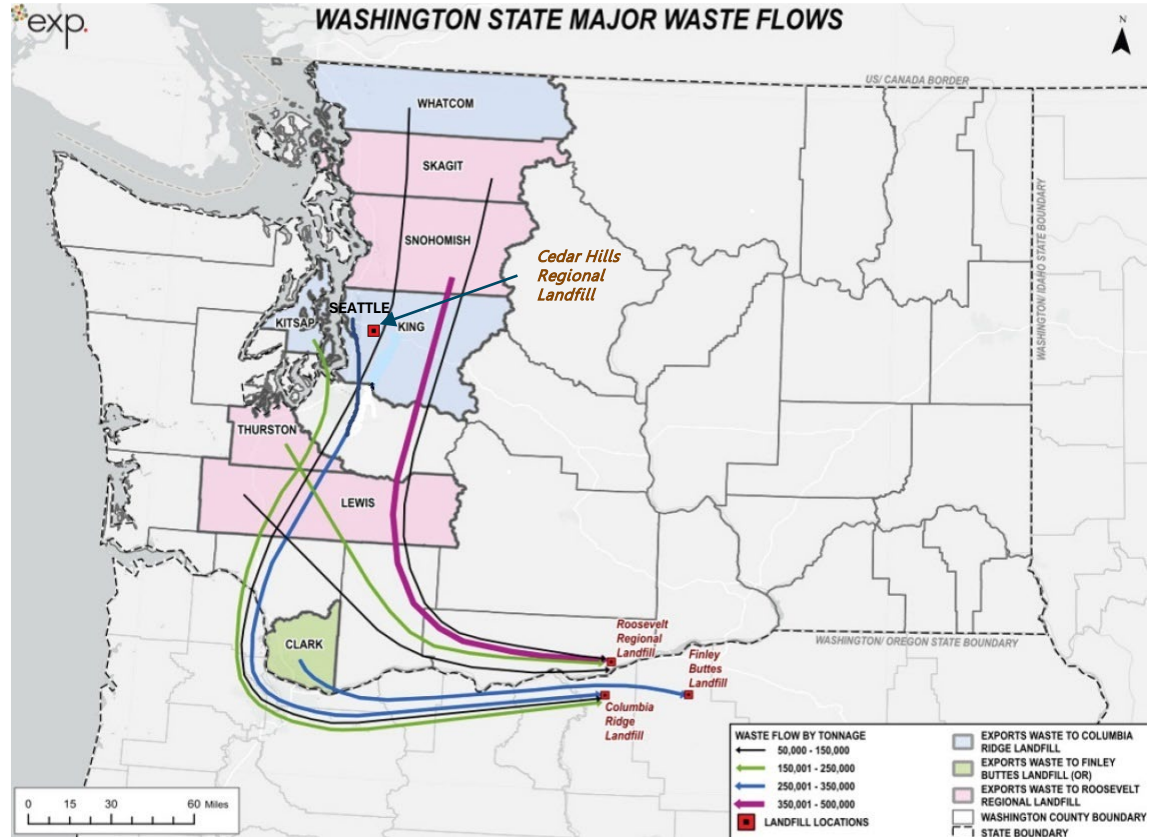 exp.
WASHINGTON STATE MAJOR WASTE FLOWS
N
US/ CANADA BORDER
WHATCOM
SKAGIT
SNOHOMISH
Cedar Hills
Regional
Landfill
SEATTLE
KITSAP
KING
WASHINGTON/ IDAHO STATE BOUNDARY
THURSTON
LEWIS
CLARK
Roosevelt
Regional
Landfill
WASHINGTON/ OREGON STATE BOUNDARY
Finley
Buttes
Landfill
Columbia
Ridge
Landfill
WASTE FLOW BY TONNAGE
50,000 - 150,000
150,001 - 250,000
250,001 - 350,000
350,001 - 500,000
LANDFILL LOCATIONS
EXPORTS WASTE TO COLUMBIA
RIDGE LANDFILL
EXPORTS WASTE TO FINLEY
BUTTES LANDFILL (OR)
EXPORTS WASTE TO ROOSEVELT
REGIONAL LANDFILL
WASHINGTON COUNTY BOUNDARY
STATE BOUNDARY
0 15 30 60 Miles